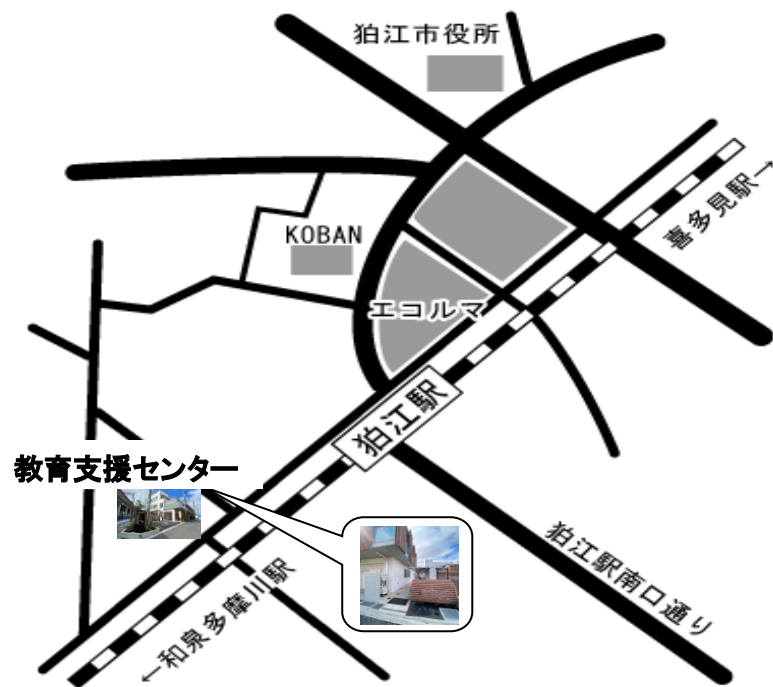 狛江市役所
喜多見駅→
KOBAN
エコルマ
狛江駅
教育支援センター
狛江駅南口通り
←和泉多摩川駅